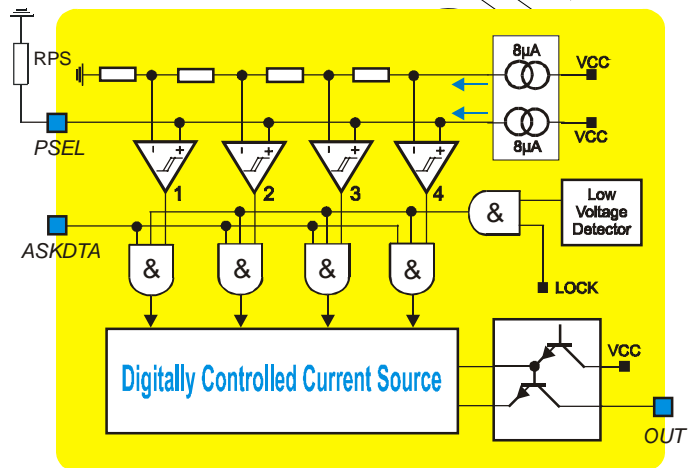 RPS
8µA
VCC
VCC
8µA
PSEL
- +
- +
- +
- +
1
2
3
4
&
Low
Voltage
Detector
ASKDTA
&
&
&
&
LOCK
Digitally Controlled Current Source
VCC
OUT